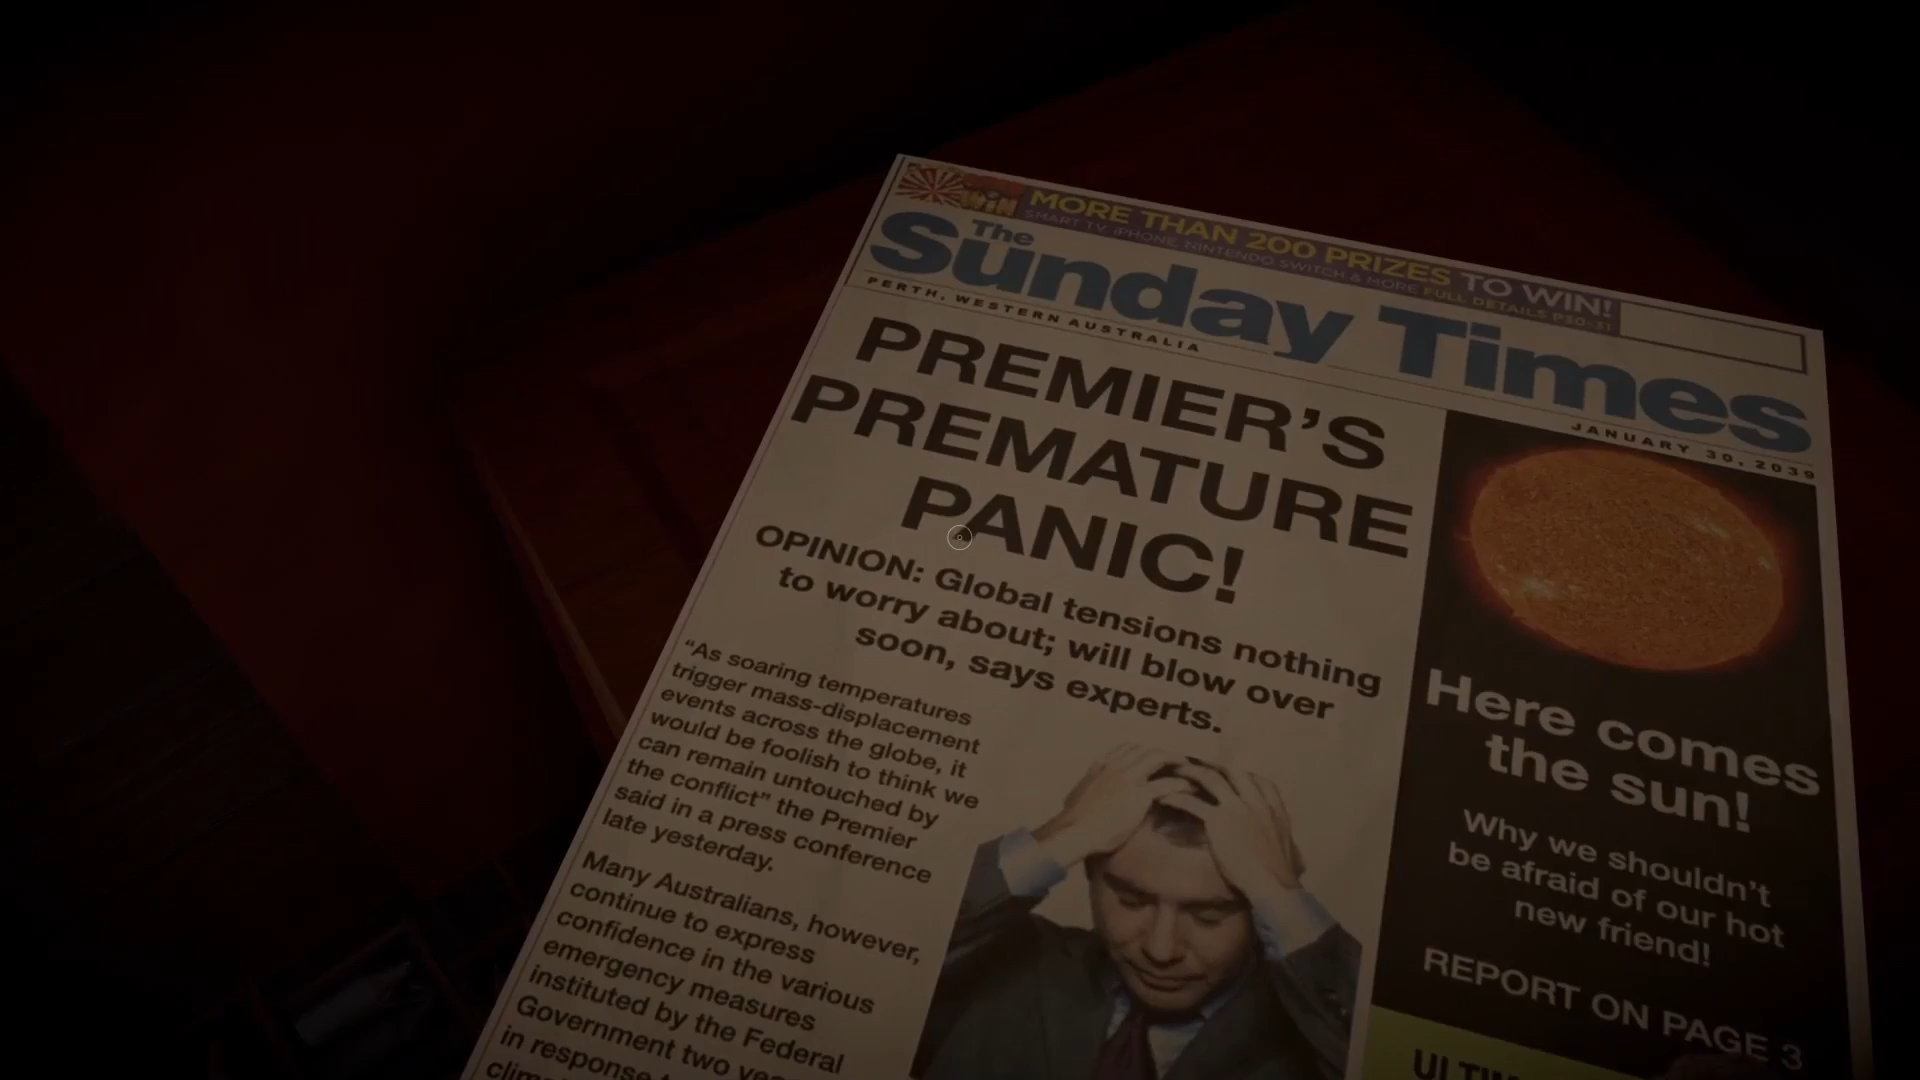 WIN
MORE THAN 200 PRIZES TO WIN!
SMART TV, iPHONE, NINTENDO SWITCH & MORE FULL DETAILS P30-31
The
Sunday Times
PERTH, WESTERN AUSTRALIA
JANUARY 30, 2039
PREMIER'S
PREMATURE
PANIC!
OPINION: Global tensions nothing
to worry about; will blow over
soon, says experts.
“As soaring temperatures
trigger mass-displacement
events across the globe, it
would be foolish to think we
can remain untouched by
the conflict” the Premier
said in a press conference
late yesterday.
Many Australians, however,
continue to express
confidence in the various
emergency measures
instituted by the Federal
Government two
in response
Here comes
the sun!
Why we shouldn't
be afraid of our hot
new friend!
REPORT ON PAGE 3